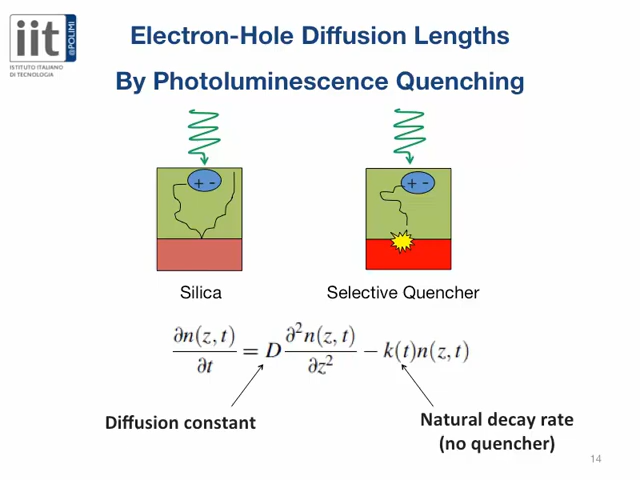 iit
@POLIMI
ISTITUTO ITALIANO
DI TECNOLOGIA
Electron-Hole Diffusion Lengths
By Photoluminescence Quenching
+ -
+ -
Silica
Selective Quencher
∂n(z, t)/∂t = D ∂²n(z, t)/∂z² − k(t)n(z, t)
Diffusion constant
Natural decay rate
(no quencher)
14